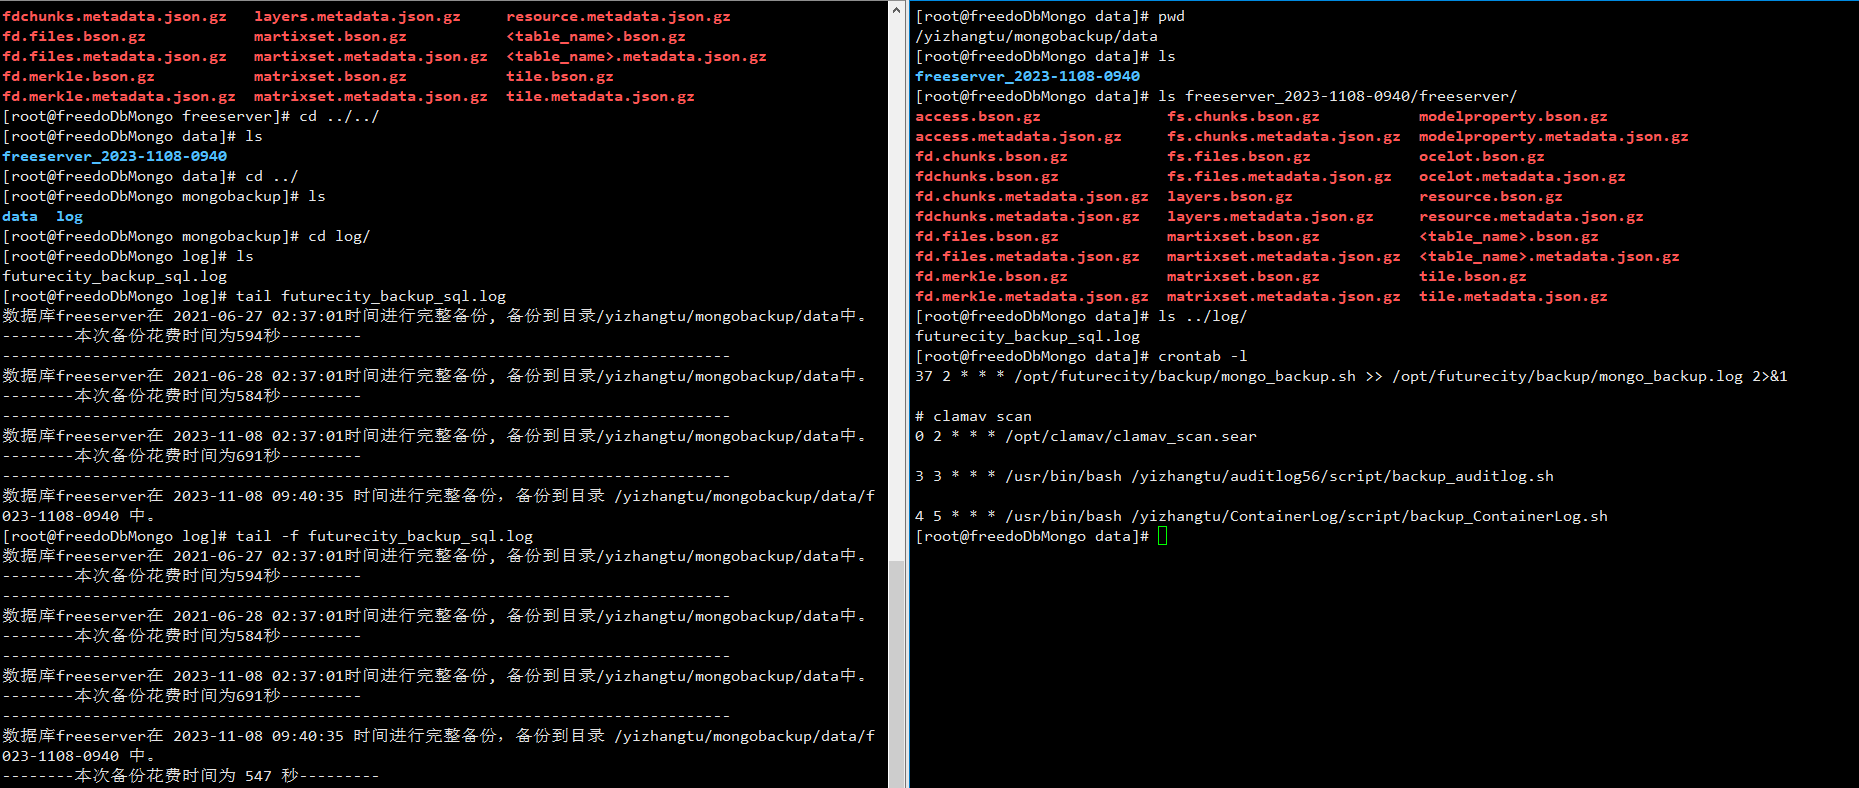 fdchunks.metadata.json.gz  layers.metadata.json.gz     resource.metadata.json.gz
fd.files.bson.gz           martixset.bson.gz           <table_name>.bson.gz
fd.files.metadata.json.gz  martixset.metadata.json.gz  <table_name>.metadata.json.gz
fd.merkle.bson.gz          matrixset.bson.gz           tile.bson.gz
fd.merkle.metadata.json.gz  matrixset.metadata.json.gz  tile.metadata.json.gz
[root@freedoDbMongo freeserver]# cd ../../
[root@freedoDbMongo data]# ls
freeserver_2023-1108-0940
[root@freedoDbMongo data]# cd ../
[root@freedoDbMongo mongobackup]# ls
data  log
[root@freedoDbMongo mongobackup]# cd log/
[root@freedoDbMongo log]# ls
futurecity_backup_sql.log
[root@freedoDbMongo log]# tail futurecity_backup_sql.log
数据库freeserver在 2021-06-27 02:37:01时间进行完整备份, 备份到目录/yizhangtu/mongobackup/data中。
--------本次备份花费时间为594秒---------
---------------------------------------------------------------------------------
数据库freeserver在 2021-06-28 02:37:01时间进行完整备份, 备份到目录/yizhangtu/mongobackup/data中。
--------本次备份花费时间为584秒---------
---------------------------------------------------------------------------------
数据库freeserver在 2023-11-08 02:37:01时间进行完整备份, 备份到目录/yizhangtu/mongobackup/data中。
--------本次备份花费时间为691秒---------
---------------------------------------------------------------------------------
数据库freeserver在 2023-11-08 09:40:35 时间进行完整备份, 备份到目录 /yizhangtu/mongobackup/data/f
023-1108-0940 中。
[root@freedoDbMongo log]# tail -f futurecity_backup_sql.log
数据库freeserver在 2021-06-27 02:37:01时间进行完整备份, 备份到目录/yizhangtu/mongobackup/data中。
--------本次备份花费时间为594秒---------
---------------------------------------------------------------------------------
数据库freeserver在 2021-06-28 02:37:01时间进行完整备份, 备份到目录/yizhangtu/mongobackup/data中。
--------本次备份花费时间为584秒---------
---------------------------------------------------------------------------------
数据库freeserver在 2023-11-08 02:37:01时间进行完整备份, 备份到目录/yizhangtu/mongobackup/data中。
--------本次备份花费时间为691秒---------
---------------------------------------------------------------------------------
数据库freeserver在 2023-11-08 09:40:35 时间进行完整备份, 备份到目录 /yizhangtu/mongobackup/data/f
023-1108-0940 中。
--------本次备份花费时间为 547 秒---------
[root@freedoDbMongo data]# pwd
/yizhangtu/mongobackup/data
[root@freedoDbMongo data]# ls
freeserver_2023-1108-0940
[root@freedoDbMongo data]# ls freeserver_2023-1108-0940/freeserver/
access.bson.gz              fs.chunks.bson.gz           modelproperty.bson.gz
access.metadata.json.gz     fs.chunks.metadata.json.gz  modelproperty.metadata.json.gz
fd.chunks.bson.gz           fs.files.bson.gz            ocelot.bson.gz
fdchunks.bson.gz            fs.files.metadata.json.gz   ocelot.metadata.json.gz
fd.chunks.metadata.json.gz  layers.bson.gz              resource.bson.gz
fdchunks.metadata.json.gz   layers.metadata.json.gz     resource.metadata.json.gz
fd.files.bson.gz            martixset.bson.gz           <table_name>.bson.gz
fd.files.metadata.json.gz   martixset.metadata.json.gz  <table_name>.metadata.json.gz
fd.merkle.bson.gz           matrixset.bson.gz           tile.bson.gz
fd.merkle.metadata.json.gz  matrixset.metadata.json.gz  tile.metadata.json.gz
[root@freedoDbMongo data]# ls ../log/
futurecity_backup_sql.log
[root@freedoDbMongo data]# crontab -l
37 2 * * * /opt/futurecity/backup/mongo_backup.sh >> /opt/futurecity/backup/mongo_backup.log 2>&1
# clamav scan
0 2 * * * /opt/clamav/clamav_scan.sear
3 3 * * * /usr/bin/bash /yizhangtu/auditlog56/script/backup_auditlog.sh
4 5 * * * /usr/bin/bash /yizhangtu/ContainerLog/script/backup_ContainerLog.sh
[root@freedoDbMongo data]#